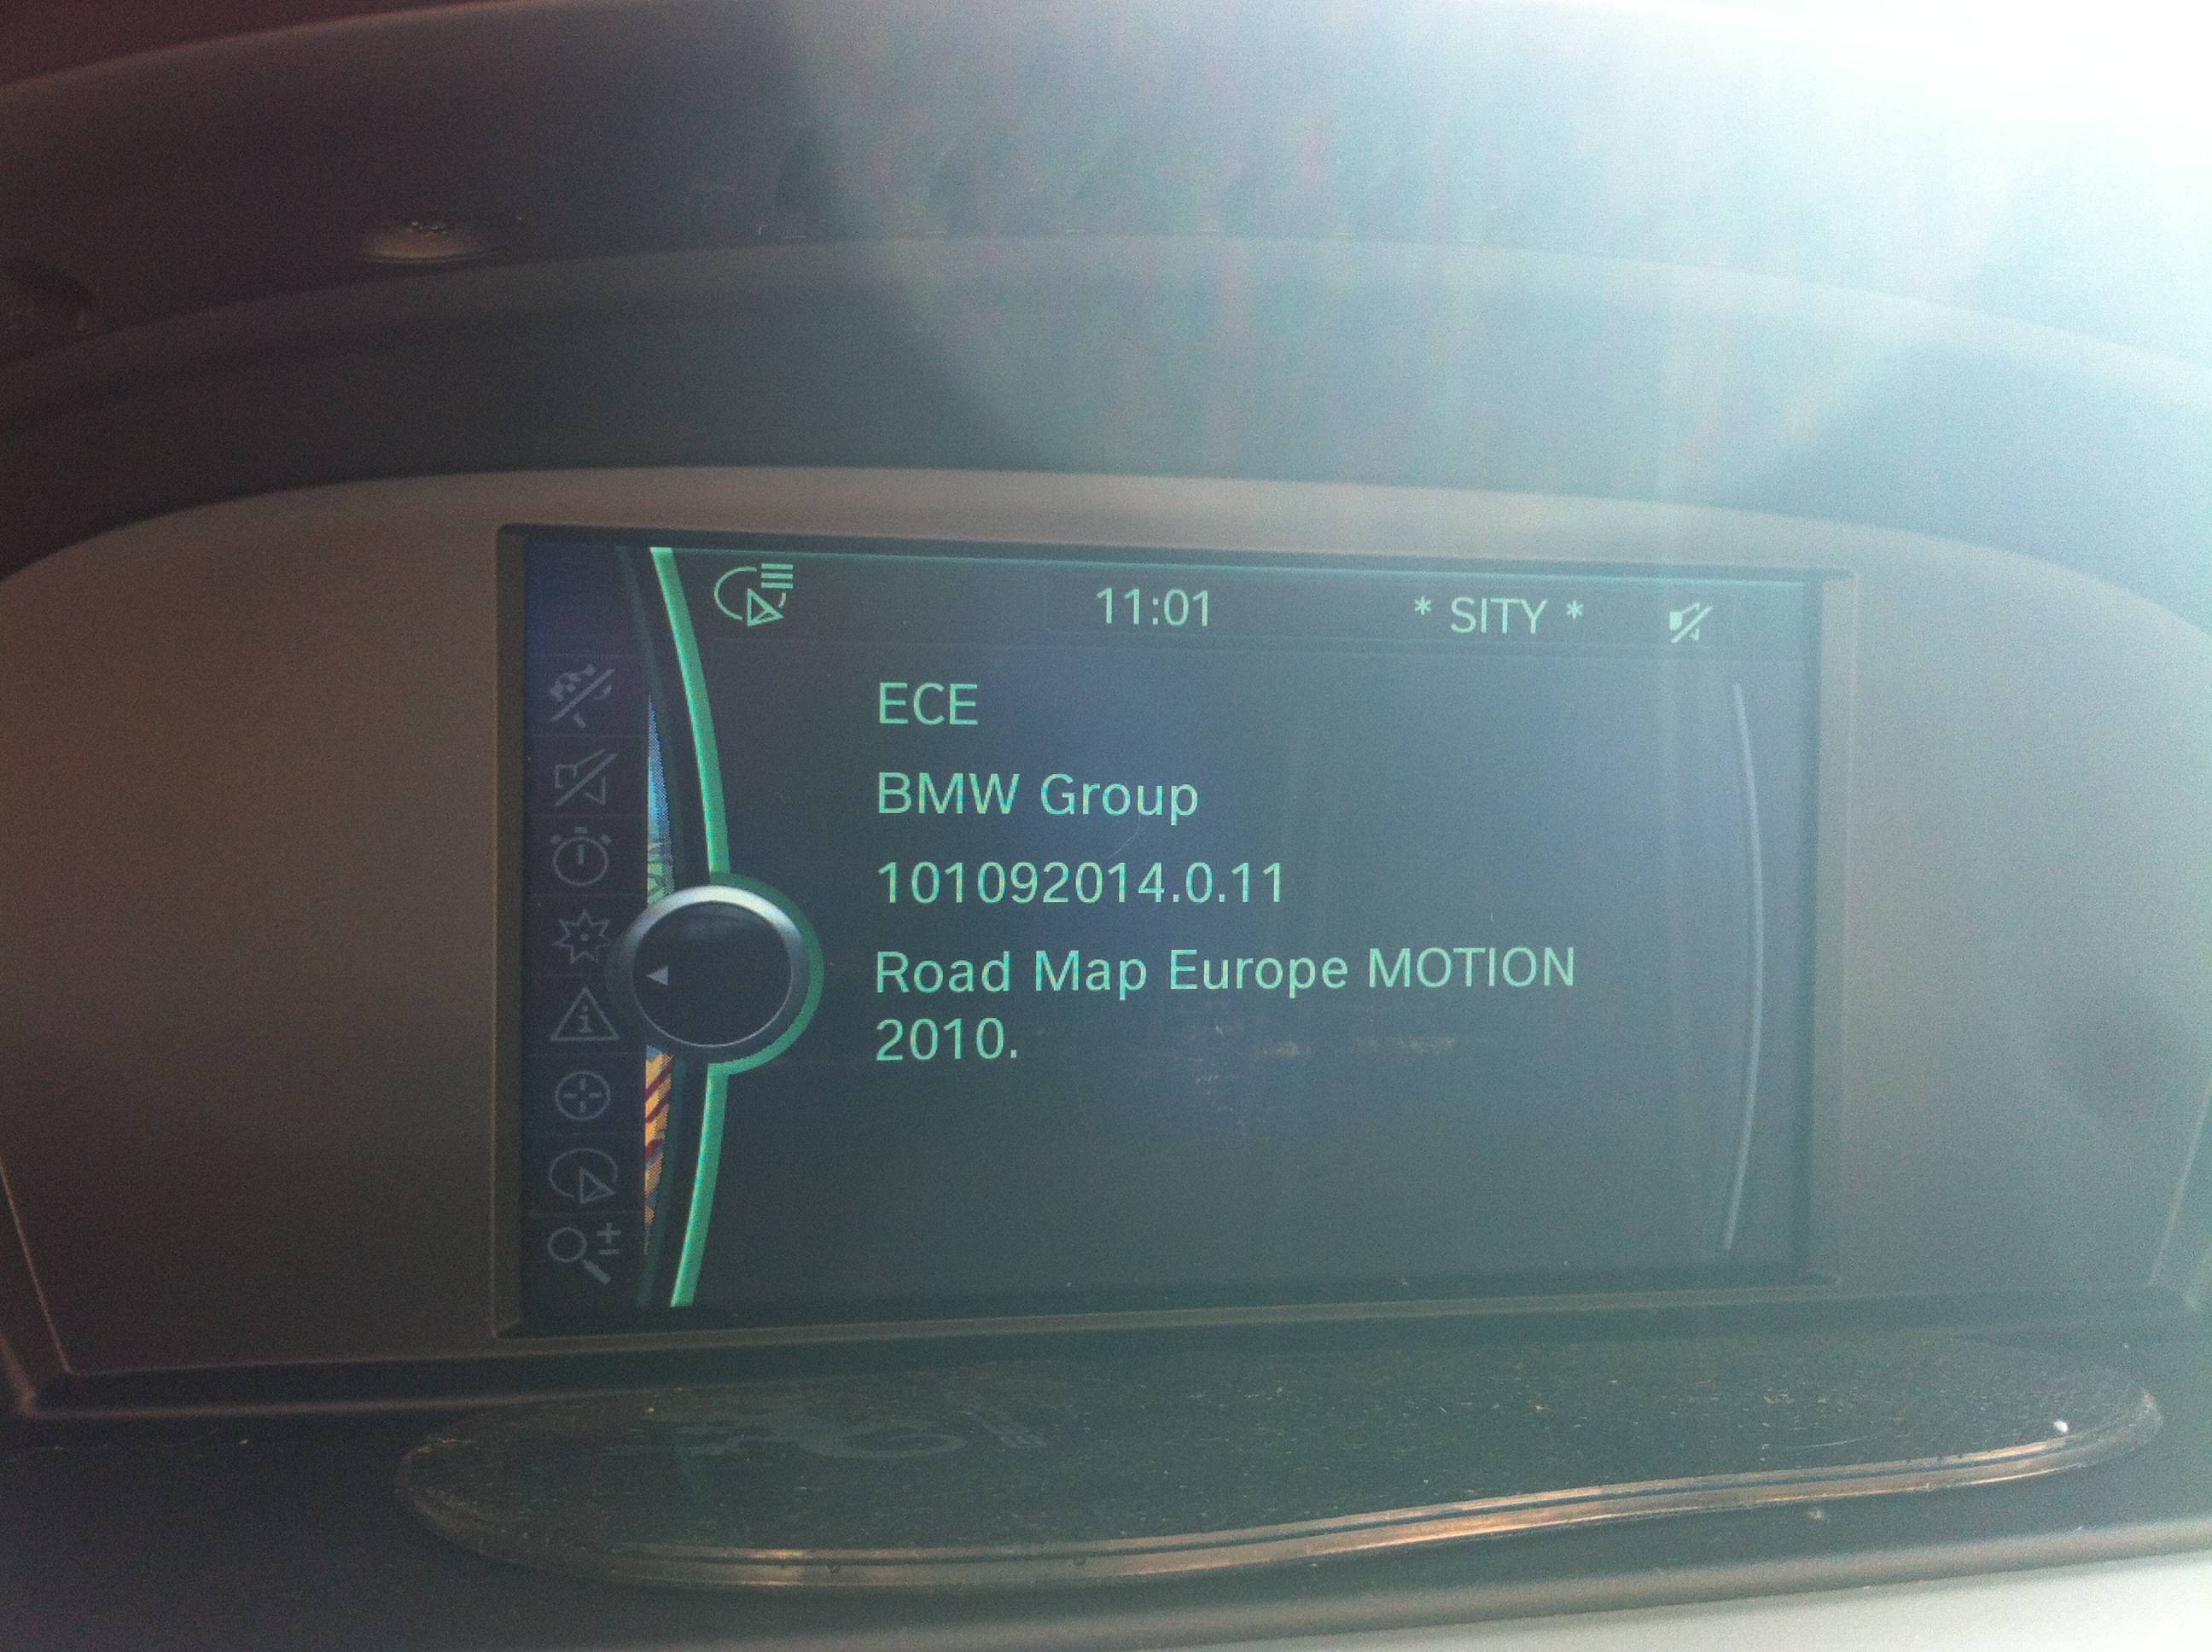 11:01 * SITY *
ECE
BMW Group
101092014.0.11
Road Map Europe MOTION
2010.